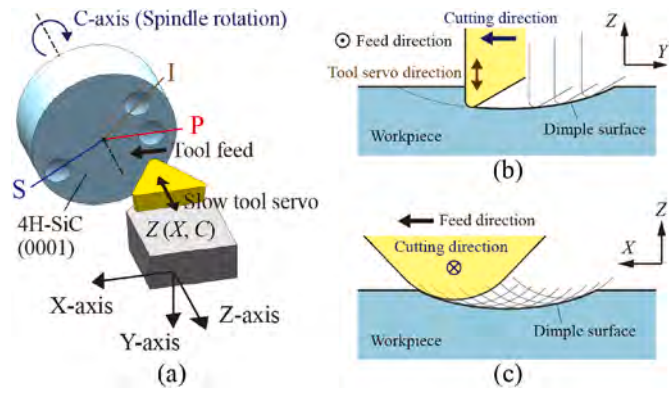 C-axis (Spindle rotation)
I
P
Tool feed
S
Slow tool servo
4H-SiC
(0001)
Z (X, C)
X-axis
Z-axis
Y-axis
(a)
Cutting direction
Feed direction
Tool servo direction
Z
Y
Workpiece
Dimple surface
(b)
Feed direction
Cutting direction
Z
X
Dimple surface
Workpiece
(c)